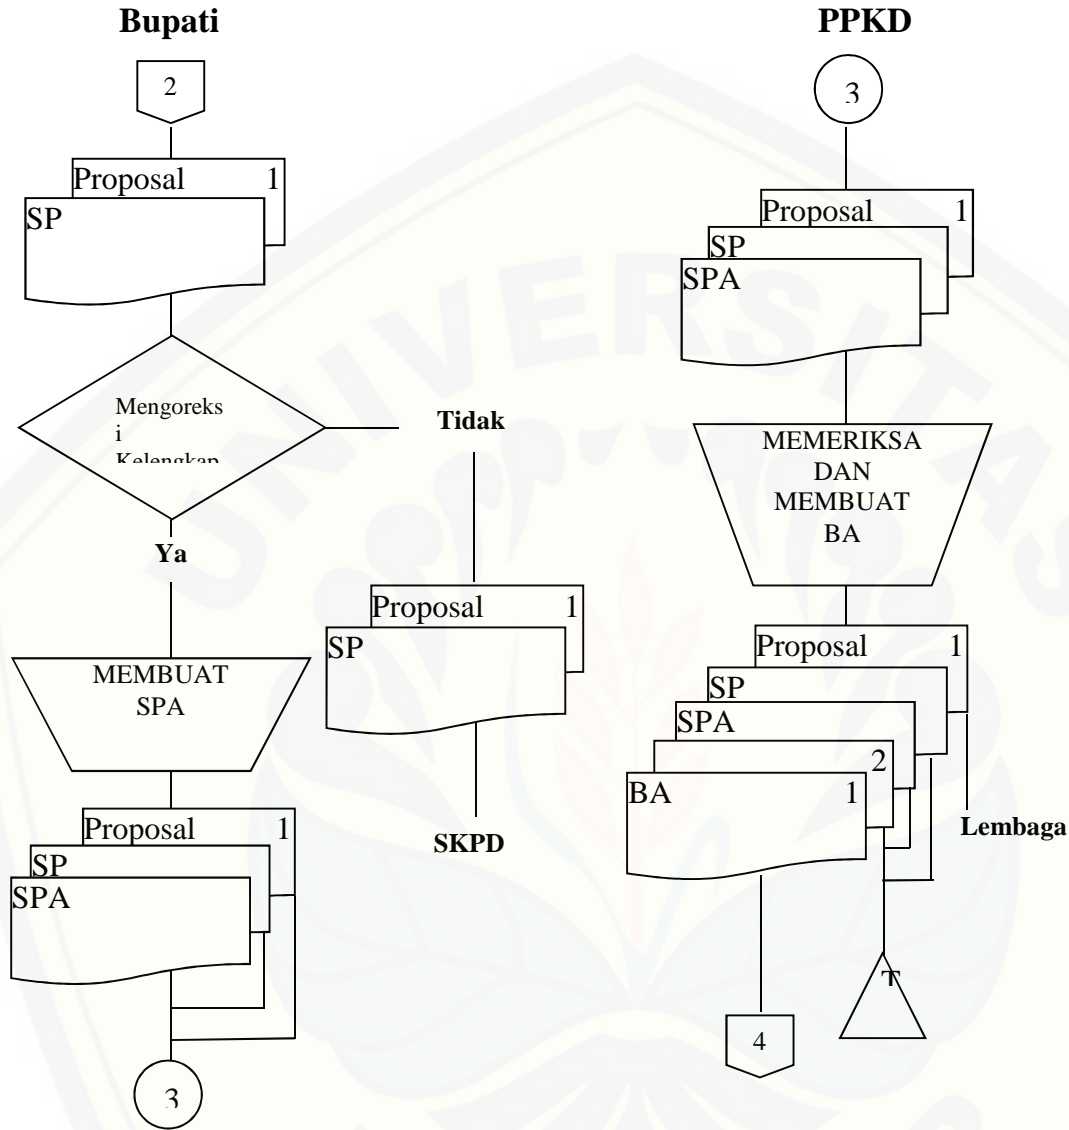 Bupati
2
Proposal 1
SP
Mengoreks
i
Kelengkap
Tidak
Ya
MEMBUAT
SPA
Proposal 1
SP
SKPD
Proposal 1
SP
SPA
3
PPKD
3
Proposal 1
SP
SPA
MEMERIKSA
DAN
MEMBUAT
BA
Proposal 1
SP
SPA
2
BA 1
Lembaga
T
4
UNIVERSITAS